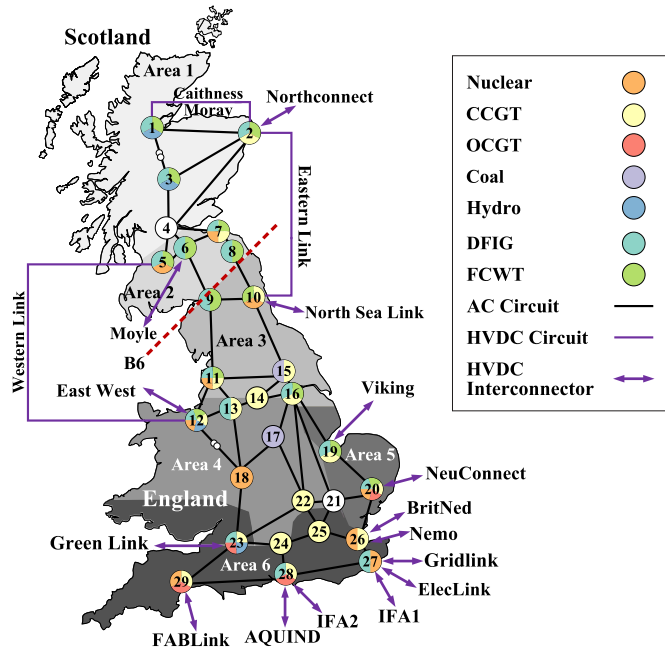 Scotland
Area 1
Caithness
Moray
Northconnect
1
2
3
4
5
6
7
8
Eastern Link
Western Link
Area 2
9
10
North Sea Link
Moyle
B6
Area 3
11
15
East West
12
13
14
16
Viking
17
19
Area 5
Area 4
18
20
NeuConnect
England
22
21
BritNed
Green Link
23
24
25
26
Nemo
Area 6
27
Gridlink
28
29
ElecLink
IFA2
IFA1
FABLink
AQUIND
Nuclear
CCGT
OCGT
Coal
Hydro
DFIG
FCWT
AC Circuit
HVDC Circuit
HVDC
Interconnector